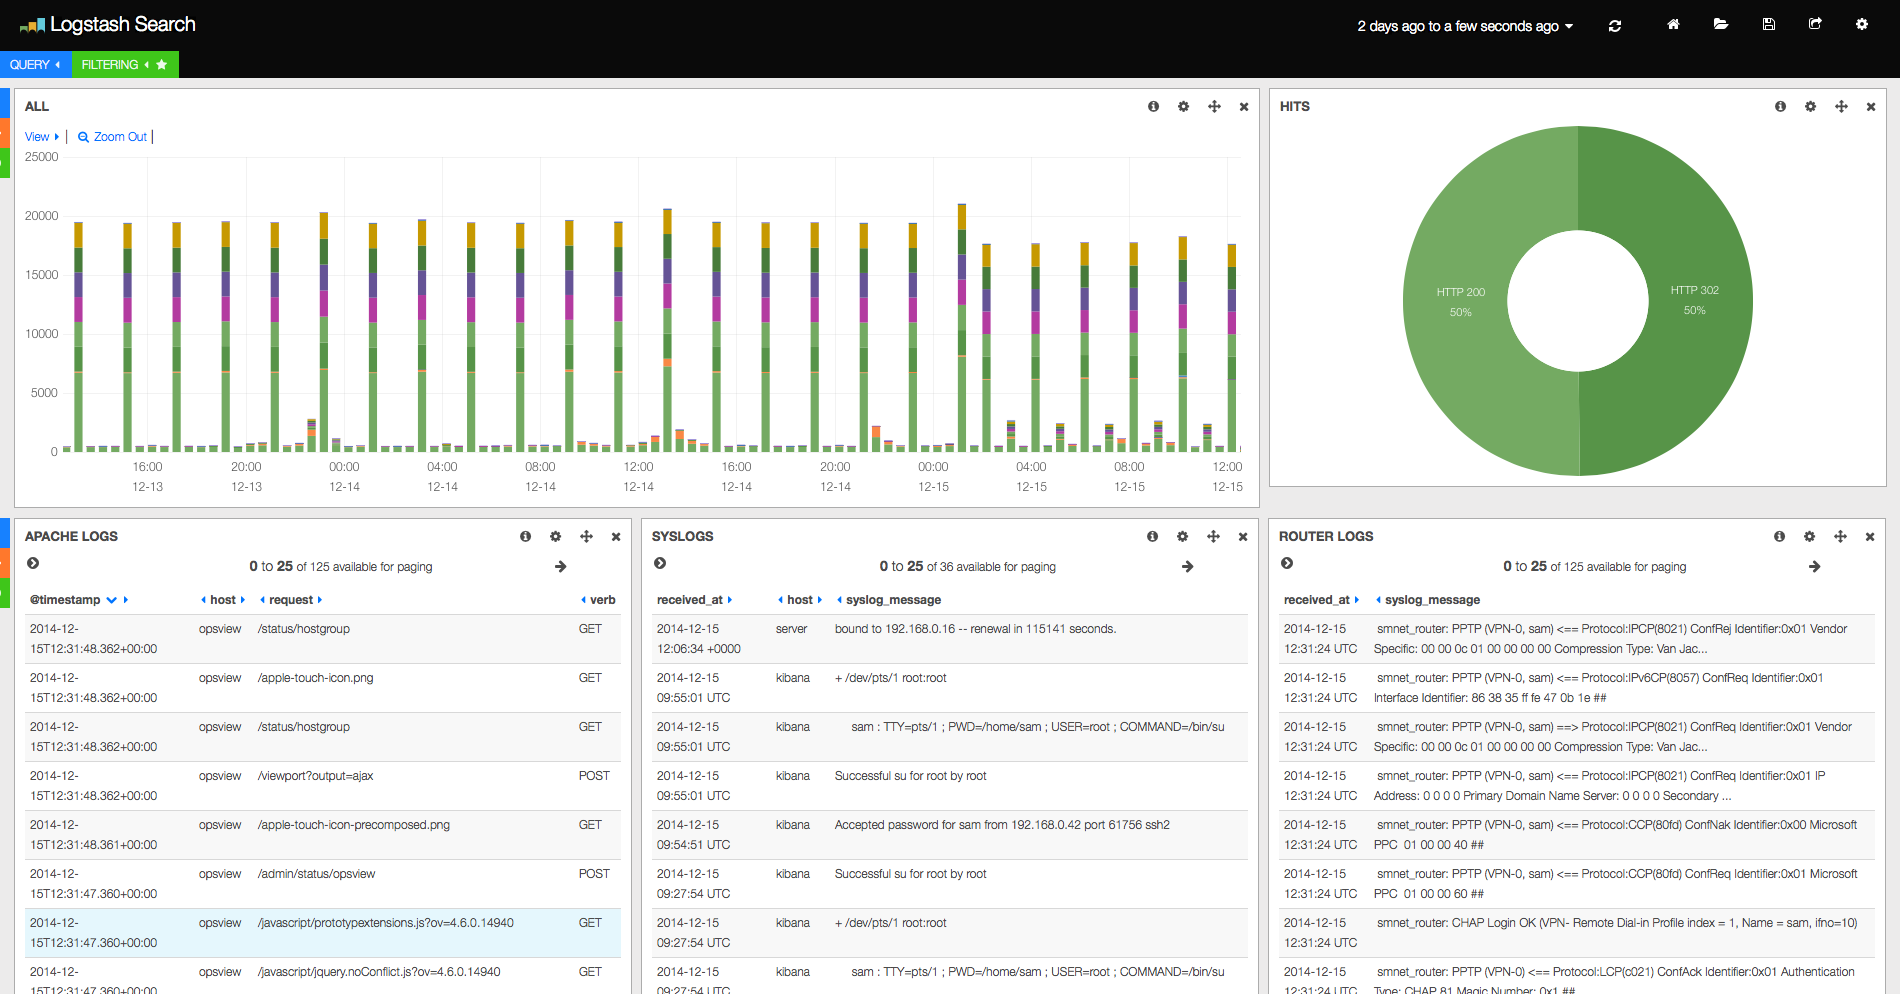 Logstash Search
2 days ago to a few seconds ago
QUERY
FILTERING
ALL
View | Zoom Out |
25000
20000
15000
10000
5000
0
16:00 20:00 00:00 04:00 08:00 12:00 16:00 20:00 00:00 04:00 08:00 12:00
12-13 12-13 12-14 12-14 12-14 12-14 12-14 12-14 12-15 12-15 12-15 12-15
HITS
HTTP 200
50%
HTTP 302
50%
APACHE LOGS
0 to 25 of 125 available for paging
@timestamp host request verb
2014-12- opsview /status/hostgroup GET
15T12:31:48.362+00:00
2014-12- opsview /apple-touch-icon.png GET
15T12:31:48.362+00:00
2014-12- opsview /status/hostgroup GET
15T12:31:48.362+00:00
2014-12- opsview /viewport?output=ajax POST
15T12:31:48.362+00:00
2014-12- opsview /apple-touch-icon-precomposed.png GET
15T12:31:48.361+00:00
2014-12- opsview /admin/status/opsview POST
15T12:31:47.360+00:00
2014-12- opsview /javascript/prototypextensions.js?ov=4.6.0.14940 GET
15T12:31:47.360+00:00
2014-12- opsview /javascript/jquery.noConflict.js?ov=4.6.0.14940 GET
15T12:31:47.360+00:00
SYSLOGS
0 to 25 of 36 available for paging
received_at host syslog_message
2014-12-15 server bound to 192.168.0.16 -- renewal in 115141 seconds.
12:06:34 +0000
2014-12-15 kibana + /dev/pts/1 root:root
09:55:01 UTC
2014-12-15 kibana sam : TTY=pts/1 ; PWD=/home/sam ; USER=root ; COMMAND=/bin/su
09:55:01 UTC
2014-12-15 kibana Successful su for root by root
09:55:01 UTC
2014-12-15 kibana Accepted password for sam from 192.168.0.42 port 61756 ssh2
09:54:51 UTC
2014-12-15 kibana Successful su for root by root
09:27:54 UTC
2014-12-15 kibana + /dev/pts/1 root:root
09:27:54 UTC
2014-12-15 kibana sam : TTY=pts/1 ; PWD=/home/sam ; USER=root ; COMMAND=/bin/su
09:27:54 UTC
ROUTER LOGS
0 to 25 of 125 available for paging
received_at syslog_message
2014-12-15 smnet_router: PPTP (VPN-0, sam) <== Protocol:IPCP(8021) ConfRej Identifier:0x01 Vendor
12:31:24 UTC Specific: 00 00 0c 01 00 00 00 00 Compression Type: Van Jac...
2014-12-15 smnet_router: PPTP (VPN-0, sam) <== Protocol:IPv6CP(8057) ConfReq Identifier:0x01
12:31:24 UTC Interface Identifier: 86 38 35 ff fe 47 0b 1e ##
2014-12-15 smnet_router: PPTP (VPN-0, sam) ==> Protocol:IPCP(8021) ConfReq Identifier:0x01 Vendor
12:31:24 UTC Specific: 00 00 0c 01 00 00 00 00 Compression Type: Van Jac...
2014-12-15 smnet_router: PPTP (VPN-0, sam) <== Protocol:IPCP(8021) ConfReq Identifier:0x01 IP
12:31:24 UTC Address: 0 0 0 0 Primary Domain Name Server: 0 0 0 0 Secondary ...
2014-12-15 smnet_router: PPTP (VPN-0, sam) <== Protocol:CCP(80fd) ConfNak Identifier:0x00 Microsoft
12:31:24 UTC PPC 01 00 00 40 ##
2014-12-15 smnet_router: PPTP (VPN-0, sam) <== Protocol:CCP(80fd) ConfReq Identifier:0x01 Microsoft
12:31:24 UTC PPC 01 00 00 60 ##
2014-12-15 smnet_router: CHAP Login OK (VPN- Remote Dial-in Profile index = 1, Name = sam, ifno=10)
12:31:24 UTC
2014-12-15 smnet_router: PPTP (VPN-0) <== Protocol:LCP(c021) ConfAck Identifier:0x01 Authentication
12:31:24 UTC Type: CHAP 81 Magic Number: 0x1 ##